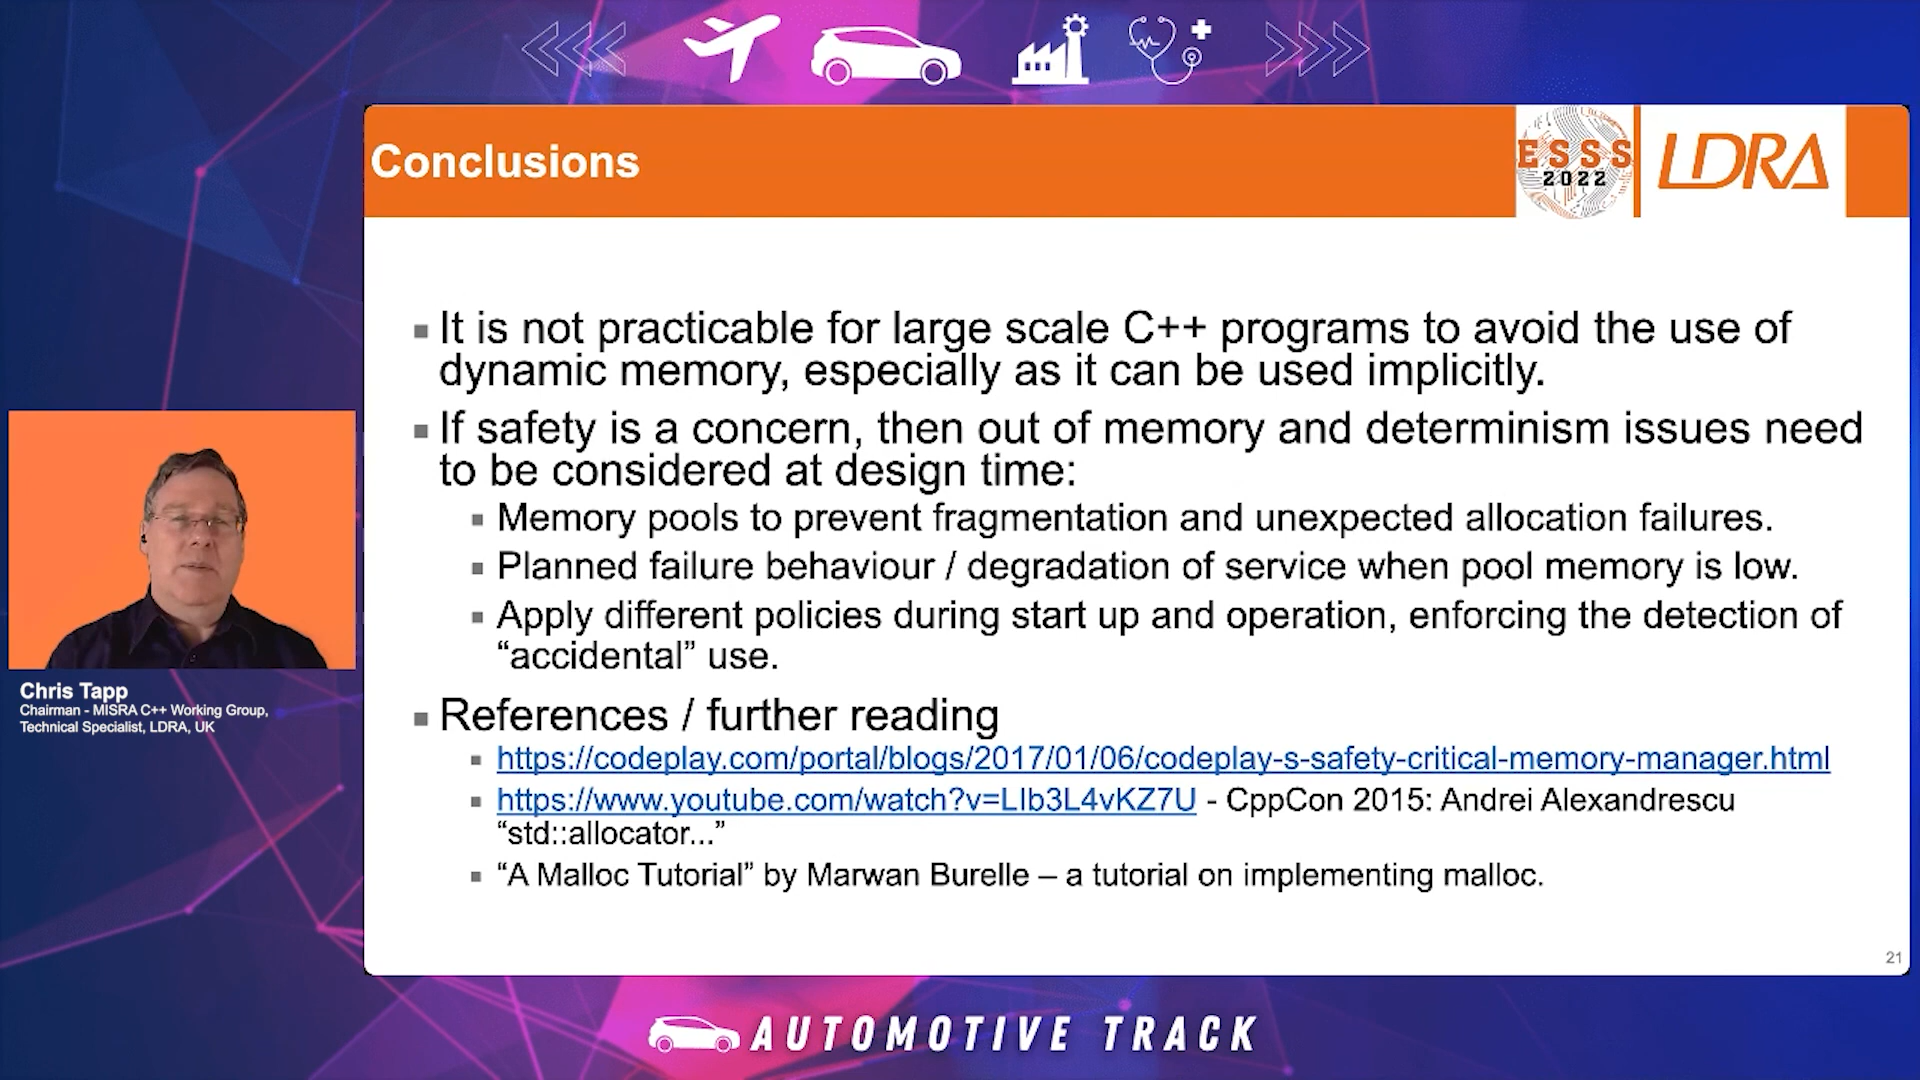 Conclusions
ESSS
2022
LDRA
It is not practicable for large scale C++ programs to avoid the use of
dynamic memory, especially as it can be used implicitly.
If safety is a concern, then out of memory and determinism issues need
to be considered at design time:
Memory pools to prevent fragmentation and unexpected allocation failures.
Planned failure behaviour / degradation of service when pool memory is low.
Apply different policies during start up and operation, enforcing the detection of
“accidental” use.
References / further reading
https://codeplay.com/portal/blogs/2017/01/06/codeplay-s-safety-critical-memory-manager.html
https://www.youtube.com/watch?v=LIb3L4vKZ7U - CppCon 2015: Andrei Alexandrescu
“std::allocator...”
“A Malloc Tutorial” by Marwan Burelle – a tutorial on implementing malloc.
21
Chris Tapp
Chairman - MISRA C++ Working Group,
Technical Specialist, LDRA, UK
AUTOMOTIVE TRACK